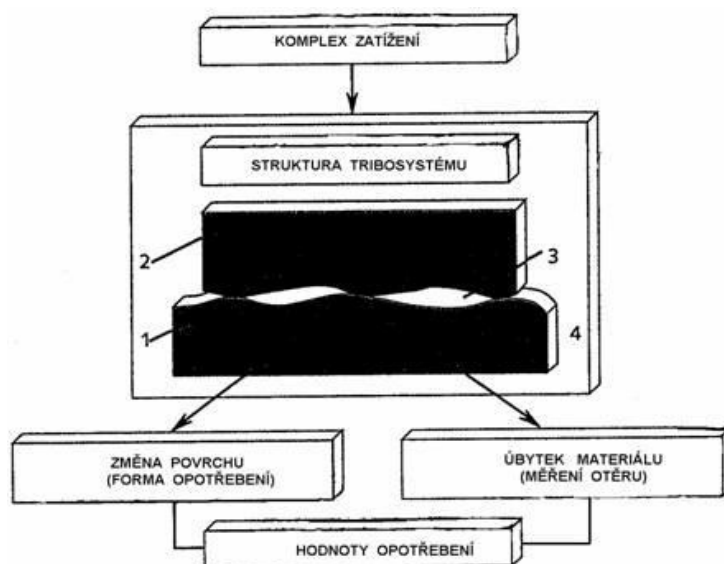 KOMPLEX ZATÍŽENÍ
STRUKTURA TRIBOSYSTÉMU
2
3
1
4
ZMĚNA POVRCHU
(FORMA OPOTŘEBENÍ)
ÚBYTEK MATERIÁLU
(MĚŘENÍ OTĚRU)
HODNOTY OPOTŘEBENÍ